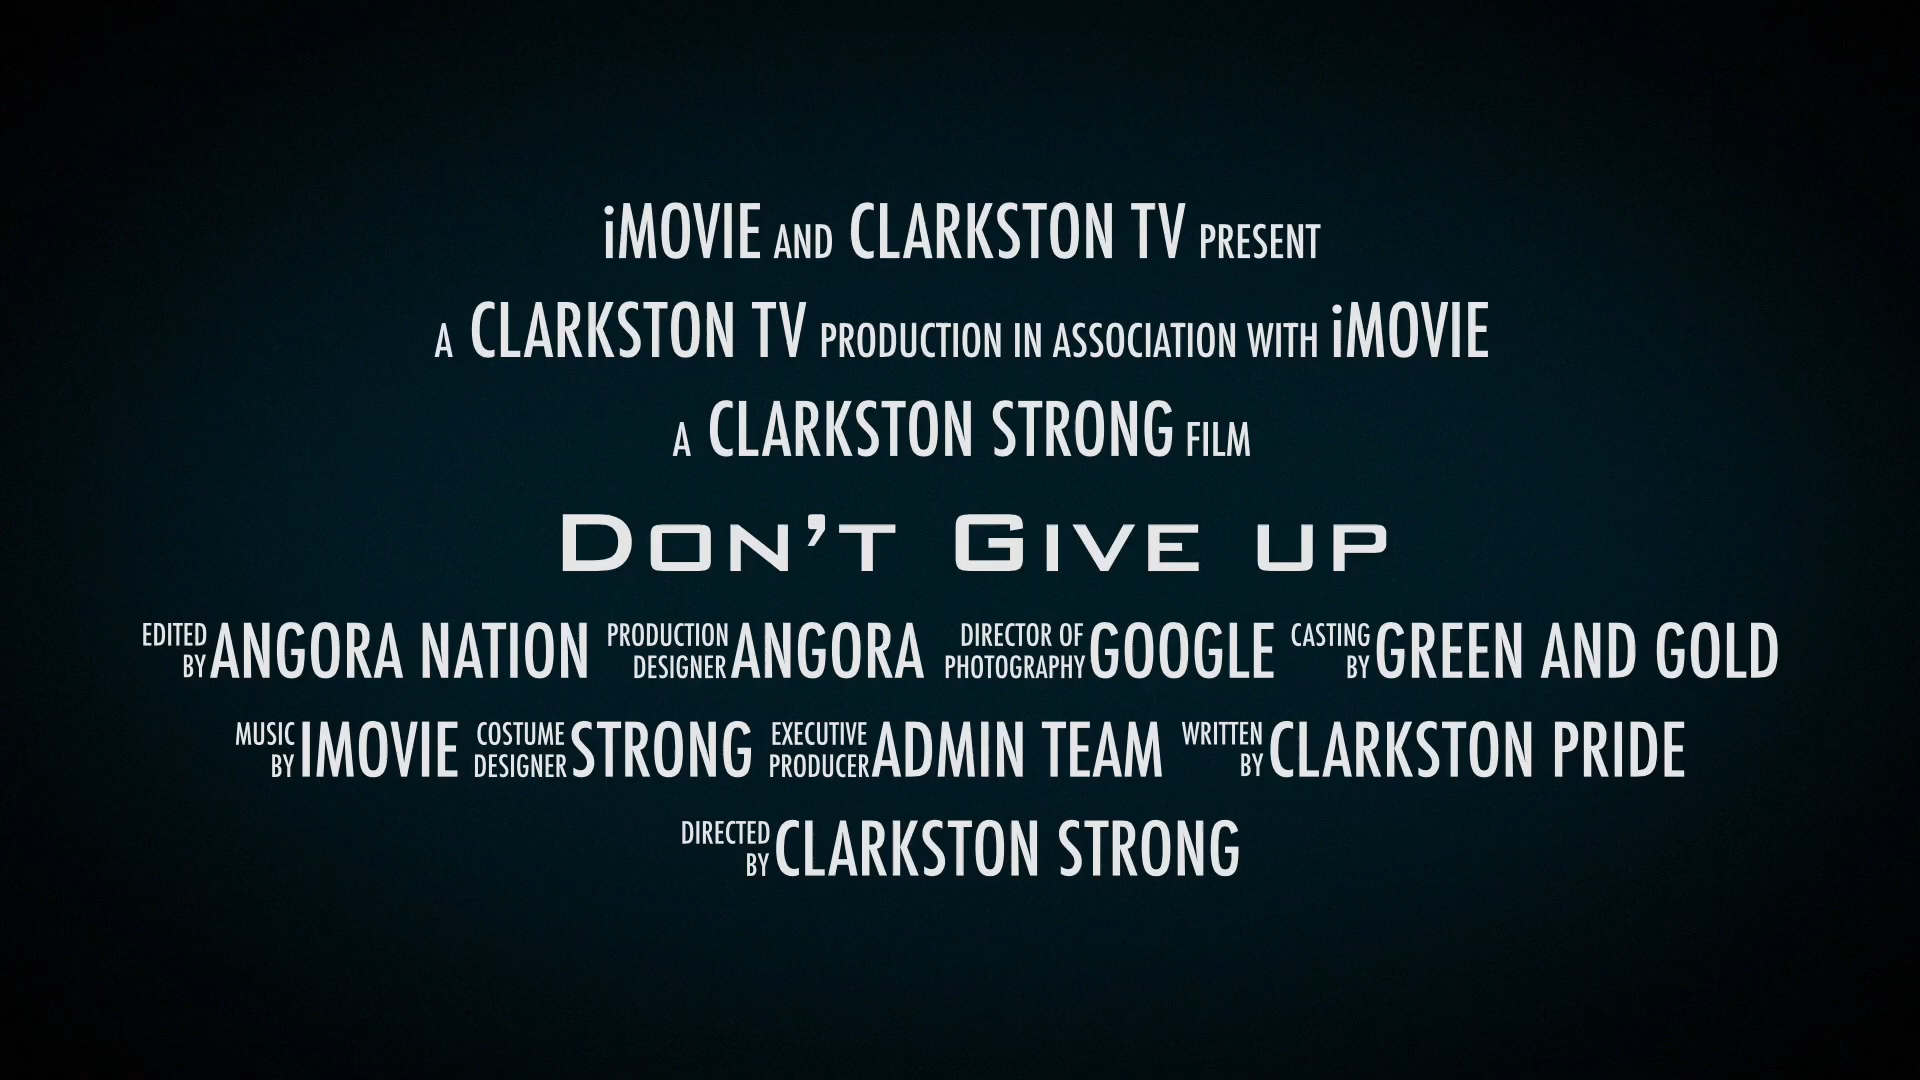 iMOVIE AND CLARKSTON TV PRESENT
A CLARKSTON TV PRODUCTION IN ASSOCIATION WITH iMOVIE
A CLARKSTON STRONG FILM
DON'T GIVE UP
EDITED BY ANGORA NATION PRODUCTION DESIGNER ANGORA DIRECTOR OF PHOTOGRAPHY GOOGLE CASTING BY GREEN AND GOLD
MUSIC BY IMOVIE COSTUME DESIGNER STRONG EXECUTIVE PRODUCER ADMIN TEAM WRITTEN BY CLARKSTON PRIDE
DIRECTED BY CLARKSTON STRONG